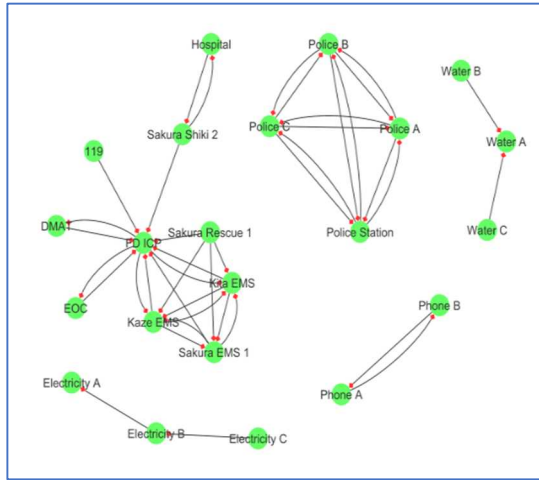 Hospital
Police B
Water B
Sakura Shiki 2
Police C
Police A
Water A
119
DMAT
FD ICP
Sakura Rescue 1
Police Station
Water C
Kita EMS
EOC
Kaze EMS
Phone B
Sakura EMS 1
Electricity A
Phone A
Electricity B
Electricity C